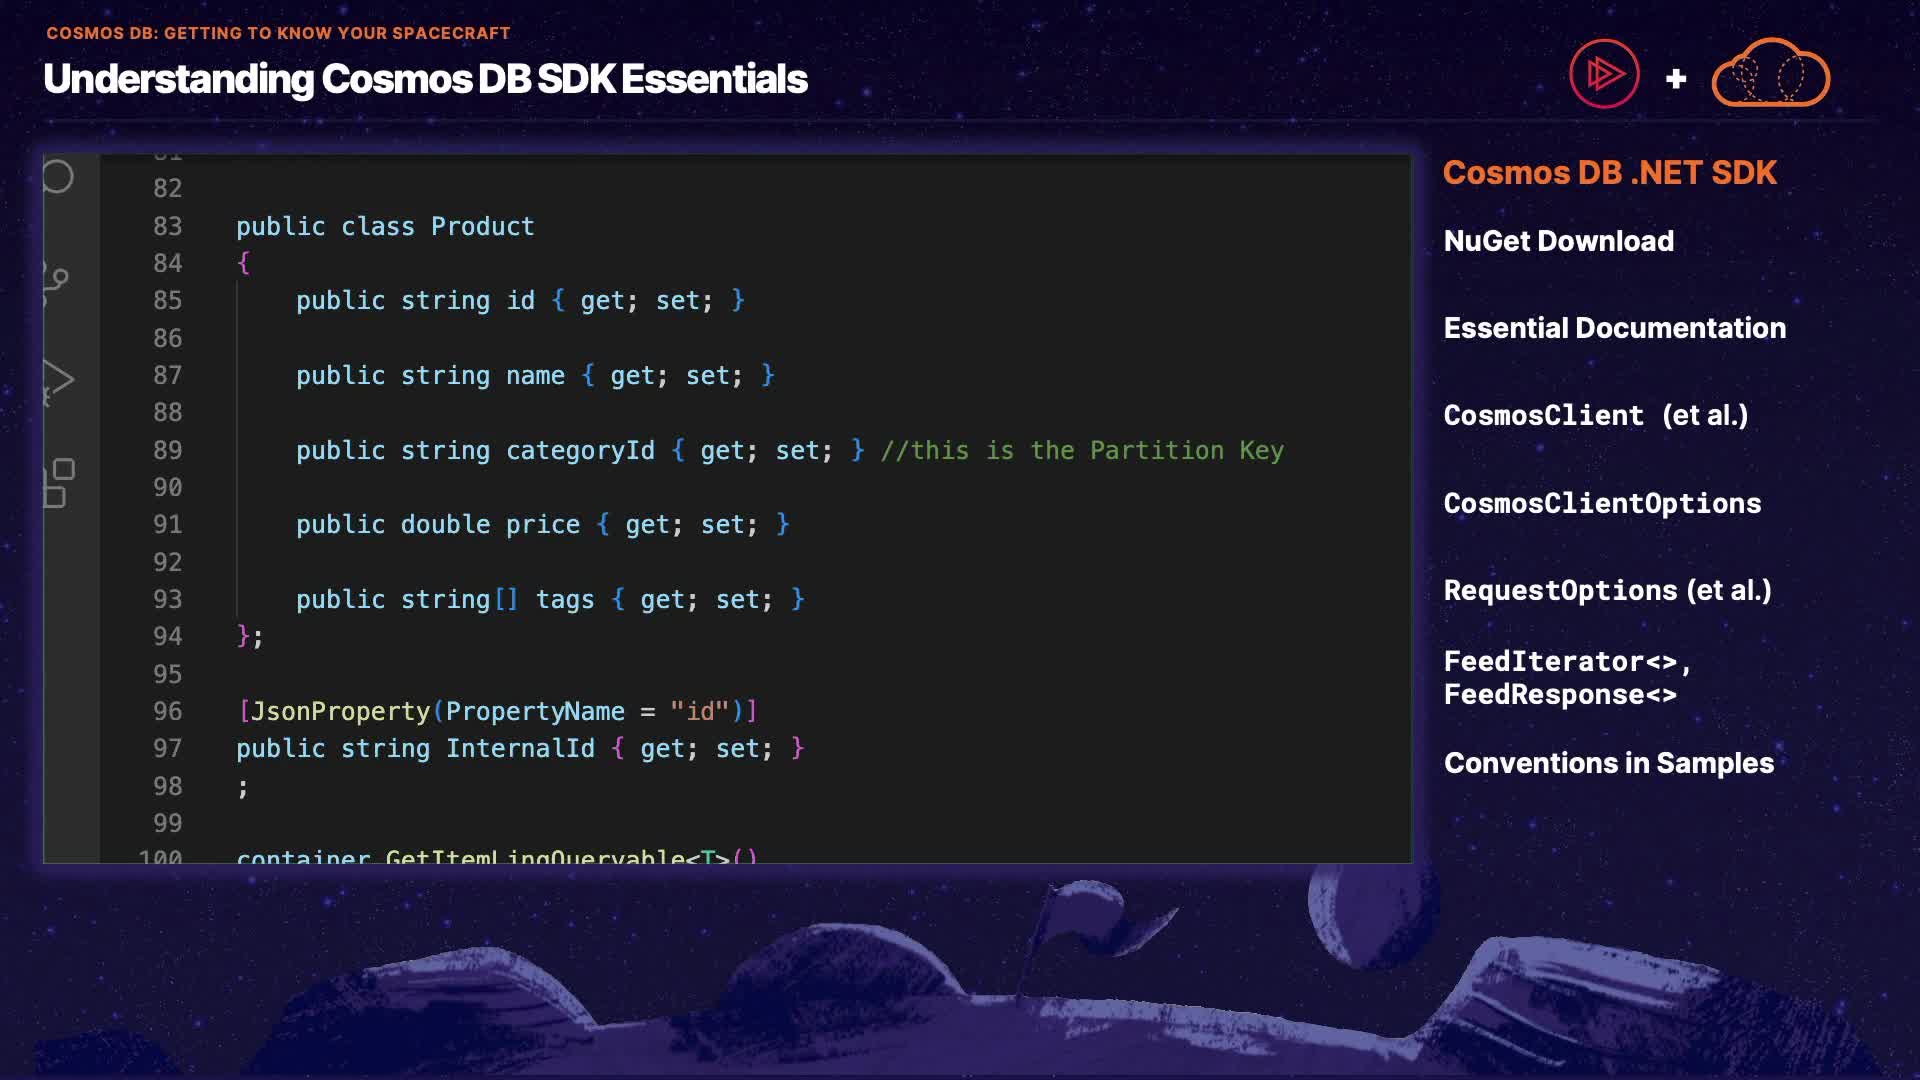 COSMOS DB: GETTING TO KNOW YOUR SPACECRAFT
Understanding Cosmos DB SDK Essentials
81
82
83 public class Product
84 {
85 public string id { get; set; }
86
87 public string name { get; set; }
88
89 public string categoryId { get; set; } //this is the Partition Key
90
91 public double price { get; set; }
92
93 public string[] tags { get; set; }
94 };
95
96 [JsonProperty(PropertyName = "id")]
97 public string InternalId { get; set; }
98 ;
99
100 container.GetItemLinqQueryable<T>()
Cosmos DB .NET SDK
NuGet Download
Essential Documentation
CosmosClient (et al.)
CosmosClientOptions
RequestOptions (et al.)
FeedIterator<>,
FeedResponse<>
Conventions in Samples